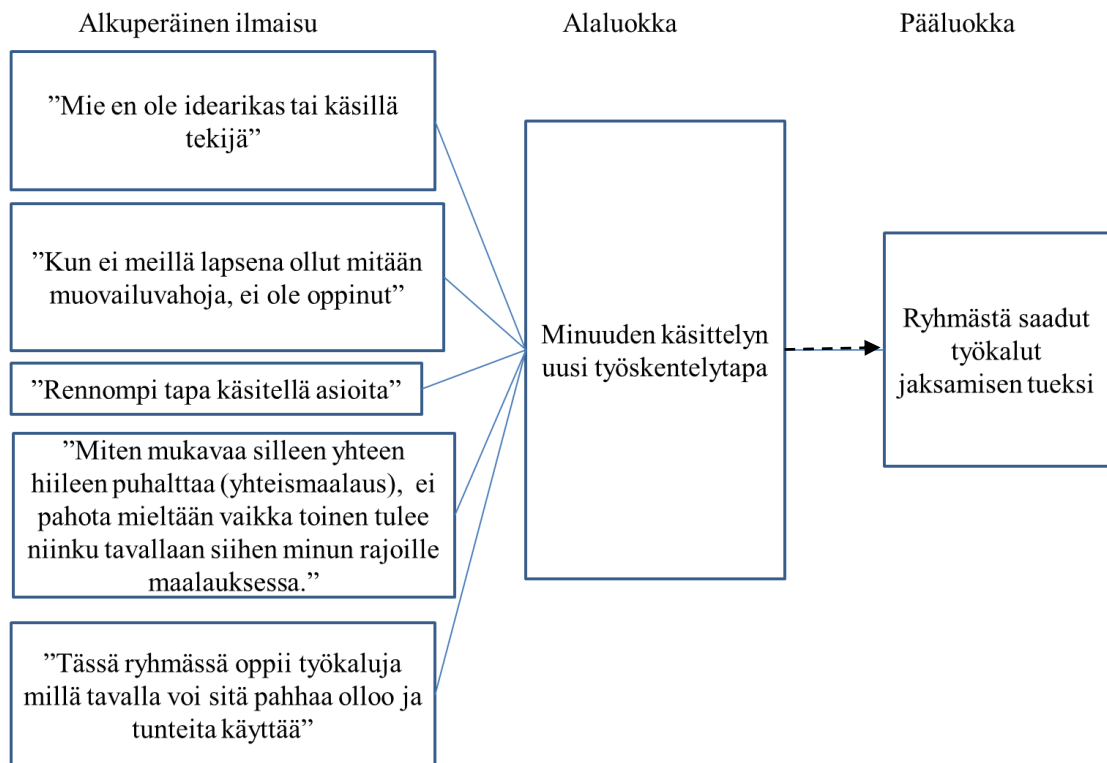 Alkuperäinen ilmaisu
Alaluokka
Pääluokka
”Mie en ole idearikas tai käsillä
tekijä”
”Kun ei meillä lapsena ollut mitään
muovailuvahoja, ei ole oppinut”
”Rennompi tapa käsitellä asioita”
”Miten mukavaa silleen yhteen
hiileen puhalttaa (yhteismaalaus), ei
pahota mieltään vaikka toinen tulee
niinku tavallaan siihen minun rajoille
maalauksessa.”
”Tässä ryhmässä oppii työkaluja
millä tavalla voi sitä pahhaa olloo ja
tunteita käyttää”
Minuuden käsittelyn
uusi työskentelytapa
Ryhmästä saadut
työkalut
jaksamisen tueksi